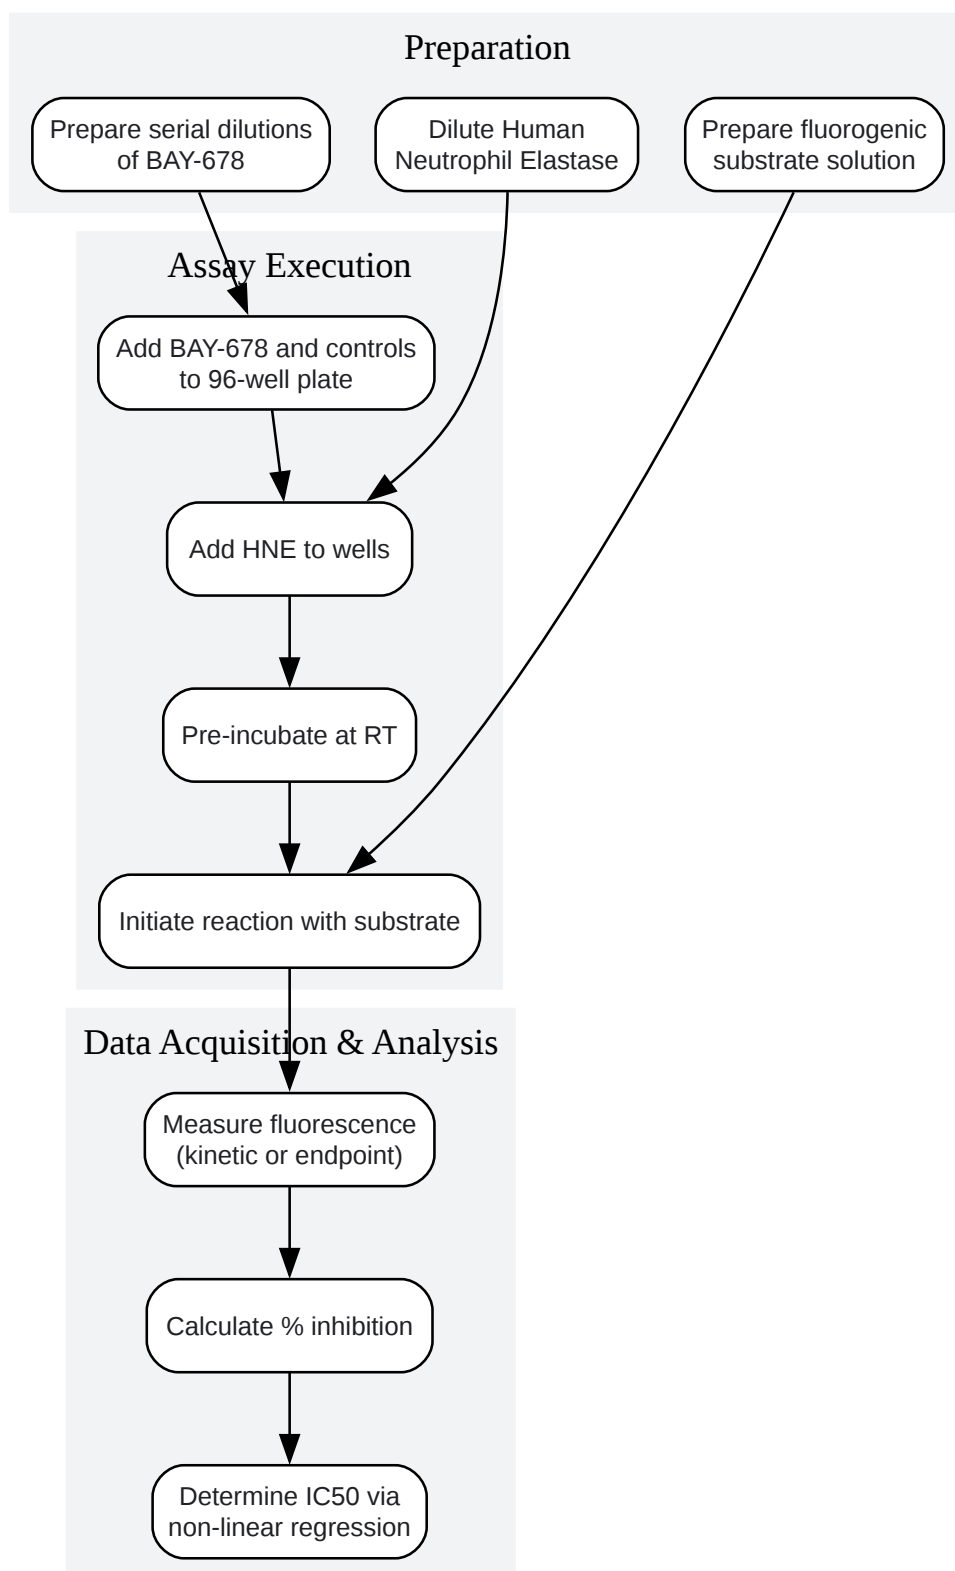 Preparation
Prepare serial dilutions
of BAY-678
Dilute Human
Neutrophil Elastase
Prepare fluorogenic
substrate solution
Assay Execution
Add BAY-678 and controls
to 96-well plate
Add HNE to wells
Pre-incubate at RT
Initiate reaction with substrate
Data Acquisition & Analysis
Measure fluorescence
(kinetic or endpoint)
Calculate % inhibition
Determine IC50 via
non-linear regression